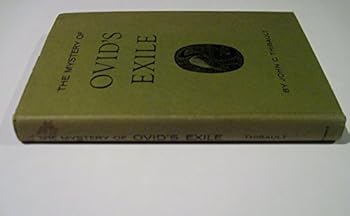 THE MYSTERY OF
OVID'S
EXILE
BY JOHN C. THIBAULT
THE MYSTERY OF OVID'S EXILE THIBAULT